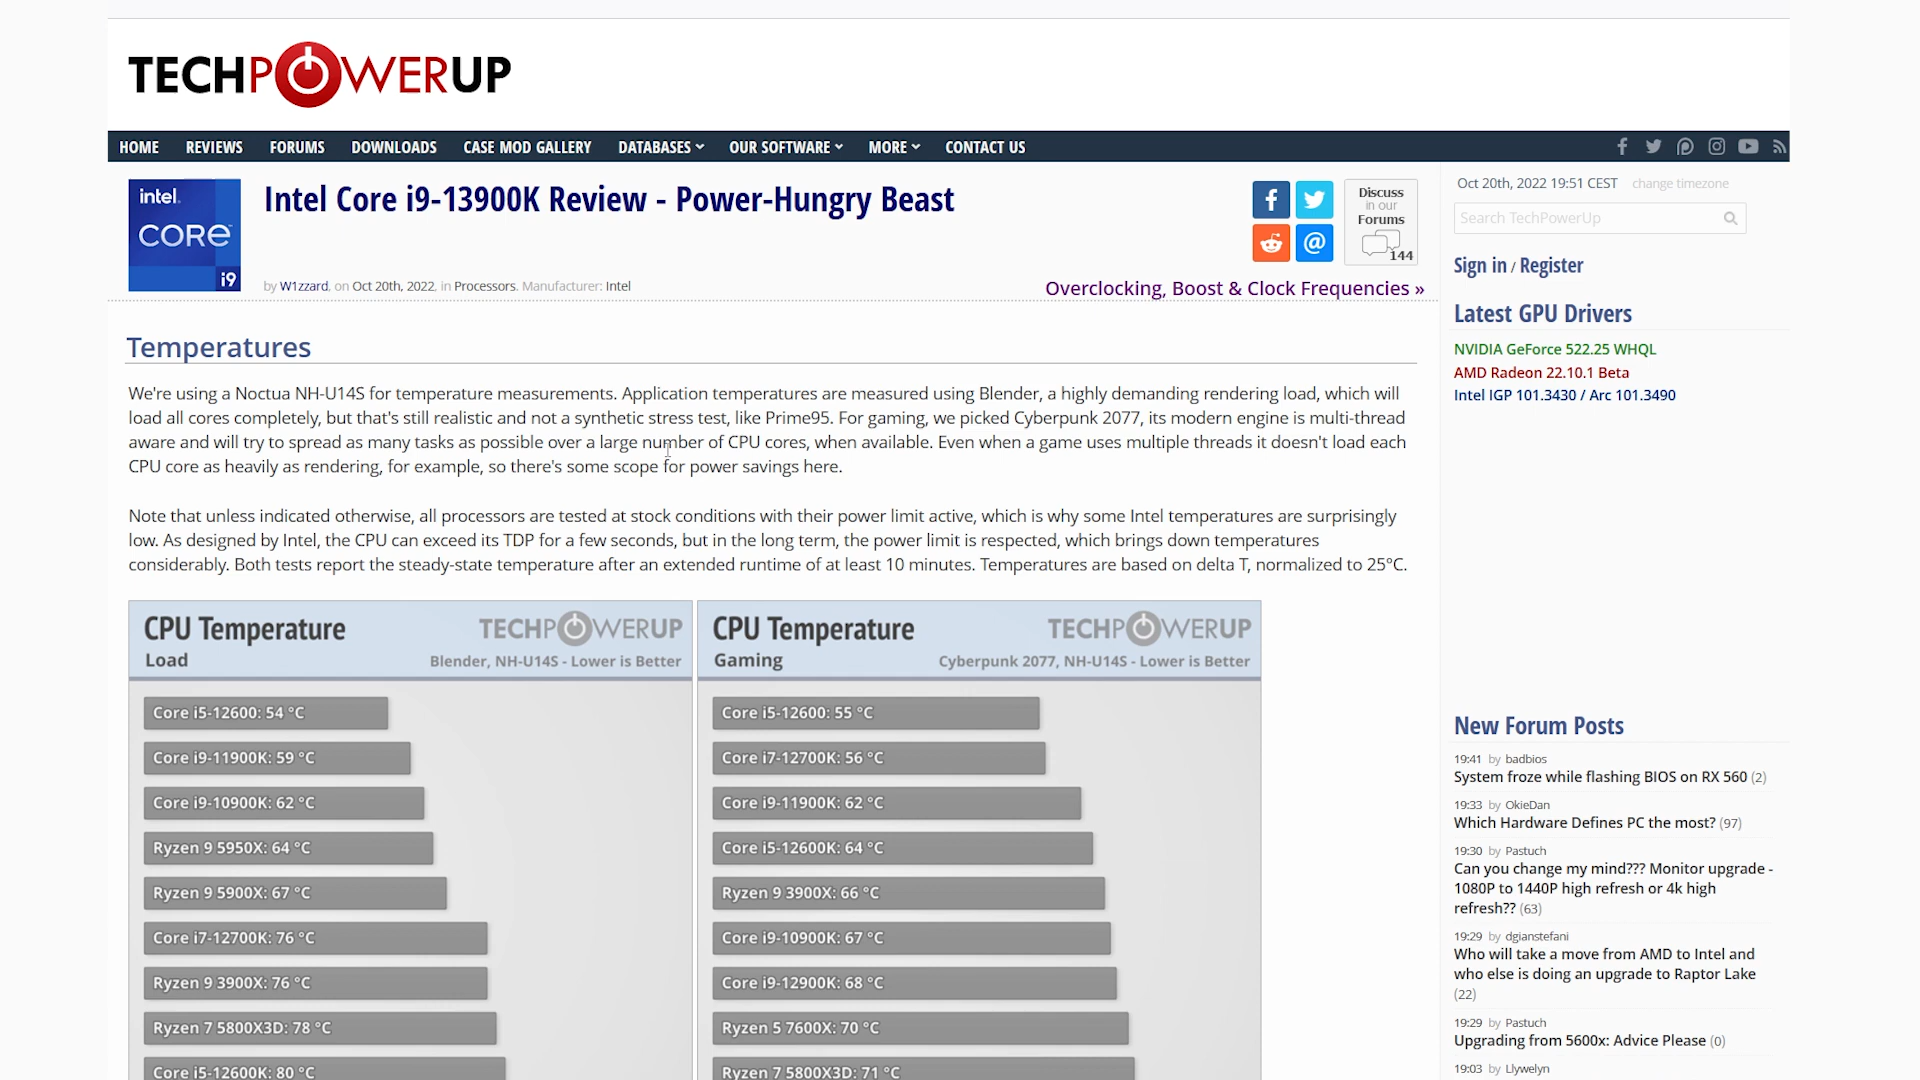 TECHPOWERUP
HOME REVIEWS FORUMS DOWNLOADS CASE MOD GALLERY DATABASES OUR SOFTWARE MORE CONTACT US
intel.
CORE
i9
Intel Core i9-13900K Review - Power-Hungry Beast
by W1zzard, on Oct 20th, 2022, in Processors. Manufacturer: Intel
Discuss
in our
Forums
144
Overclocking, Boost & Clock Frequencies »
Temperatures
We're using a Noctua NH-U14S for temperature measurements. Application temperatures are measured using Blender, a highly demanding rendering load, which will
load all cores completely, but that's still realistic and not a synthetic stress test, like Prime95. For gaming, we picked Cyberpunk 2077, its modern engine is multi-thread
aware and will try to spread as many tasks as possible over a large number of CPU cores, when available. Even when a game uses multiple threads it doesn't load each
CPU core as heavily as rendering, for example, so there's some scope for power savings here.
Note that unless indicated otherwise, all processors are tested at stock conditions with their power limit active, which is why some Intel temperatures are surprisingly
low. As designed by Intel, the CPU can exceed its TDP for a few seconds, but in the long term, the power limit is respected, which brings down temperatures
considerably. Both tests report the steady-state temperature after an extended runtime of at least 10 minutes. Temperatures are based on delta T, normalized to 25°C.
CPU Temperature
TECHPOWERUP
Load
Blender, NH-U14S - Lower is Better
Core i5-12600: 54 °C
Core i9-11900K: 59 °C
Core i9-10900K: 62 °C
Ryzen 9 5950X: 64 °C
Ryzen 9 5900X: 67 °C
Core i7-12700K: 76 °C
Ryzen 9 3900X: 76 °C
Ryzen 7 5800X3D: 78 °C
Core i5-12600K: 80 °C
CPU Temperature
TECHPOWERUP
Gaming
Cyberpunk 2077, NH-U14S - Lower is Better
Core i5-12600: 55 °C
Core i7-12700K: 56 °C
Core i9-11900K: 62 °C
Core i5-12600K: 64 °C
Ryzen 9 3900X: 66 °C
Core i9-10900K: 67 °C
Core i9-12900K: 68 °C
Ryzen 5 7600X: 70 °C
Ryzen 7 5800X3D: 71 °C
Oct 20th, 2022 19:51 CEST change timezone
Search TechPowerUp
Sign in / Register
Latest GPU Drivers
NVIDIA GeForce 522.25 WHQL
AMD Radeon 22.10.1 Beta
Intel IGP 101.3430 / Arc 101.3490
New Forum Posts
19:41 by badbios
System froze while flashing BIOS on RX 560 (2)
19:33 by OkieDan
Which Hardware Defines PC the most? (97)
19:30 by Pastuch
Can you change my mind??? Monitor upgrade -
1080P to 1440P high refresh or 4k high
refresh?? (63)
19:29 by dgianstefani
Who will take a move from AMD to Intel and
who else is doing an upgrade to Raptor Lake
(22)
19:29 by Pastuch
Upgrading from 5600x: Advice Please (0)
19:03 by Llywelyn